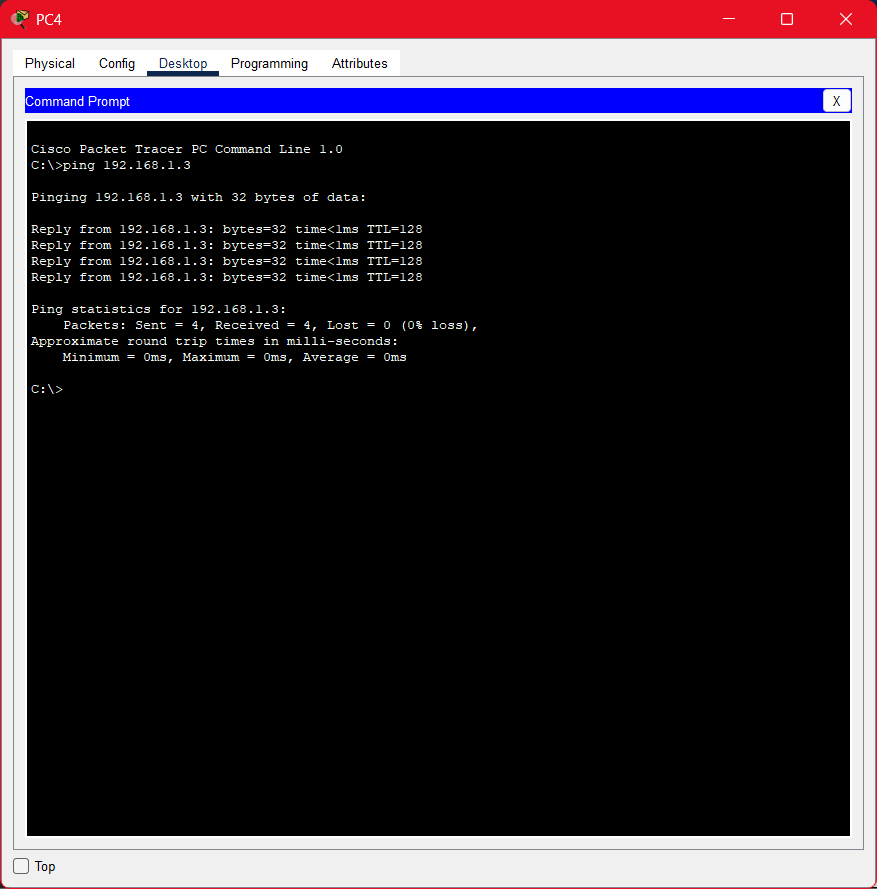 PC4
Physical Config Desktop Programming Attributes
Command Prompt
X
Cisco Packet Tracer PC Command Line 1.0
C:\>ping 192.168.1.3
Pinging 192.168.1.3 with 32 bytes of data:
Reply from 192.168.1.3: bytes=32 time<1ms TTL=128
Reply from 192.168.1.3: bytes=32 time<1ms TTL=128
Reply from 192.168.1.3: bytes=32 time<1ms TTL=128
Reply from 192.168.1.3: bytes=32 time<1ms TTL=128
Ping statistics for 192.168.1.3:
    Packets: Sent = 4, Received = 4, Lost = 0 (0% loss),
Approximate round trip times in milli-seconds:
    Minimum = 0ms, Maximum = 0ms, Average = 0ms
C:\>
Top